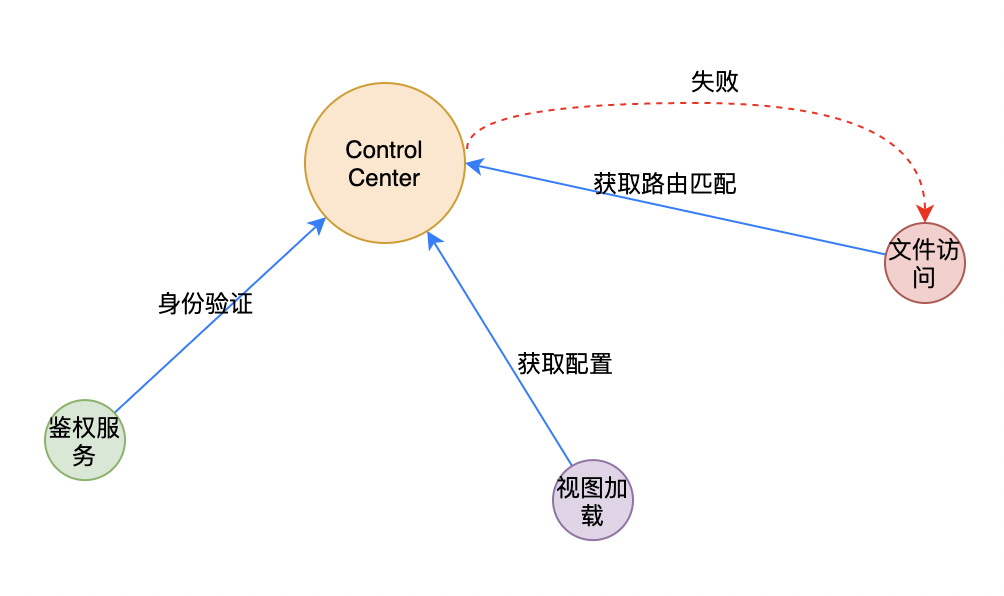 失败
Control
Center
获取路由匹配
文件访
问
身份验证
获取配置
鉴权服
务
视图加
载